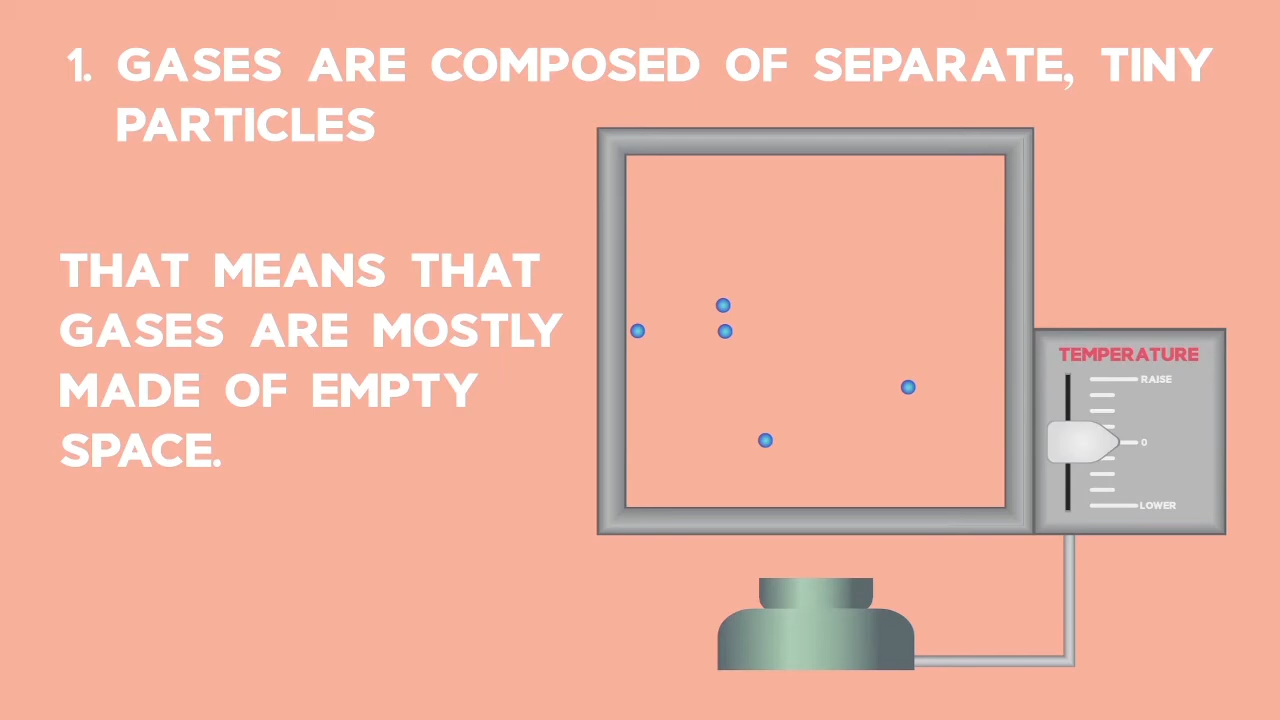 1. GASES ARE COMPOSED OF SEPARATE, TINY
PARTICLES
THAT MEANS THAT
GASES ARE MOSTLY
MADE OF EMPTY
SPACE.
TEMPERATURE
RAISE
0
LOWER